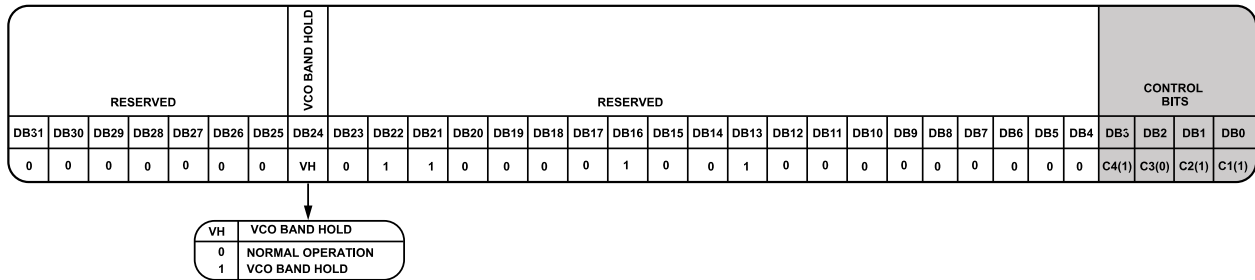 RESERVED
VCO BAND HOLD
RESERVED
CONTROL
BITS
DB31 DB30 DB29 DB28 DB27 DB26 DB25 DB24 DB23 DB22 DB21 DB20 DB19 DB18 DB17 DB16 DB15 DB14 DB13 DB12 DB11 DB10 DB9 DB8 DB7 DB6 DB5 DB4 DB3 DB2 DB1 DB0
0 0 0 0 0 0 0 VH 0 1 1 0 0 0 0 1 0 0 1 0 0 0 0 0 0 0 0 0 C4(1) C3(0) C2(1) C1(1)
VH VCO BAND HOLD
0 NORMAL OPERATION
1 VCO BAND HOLD